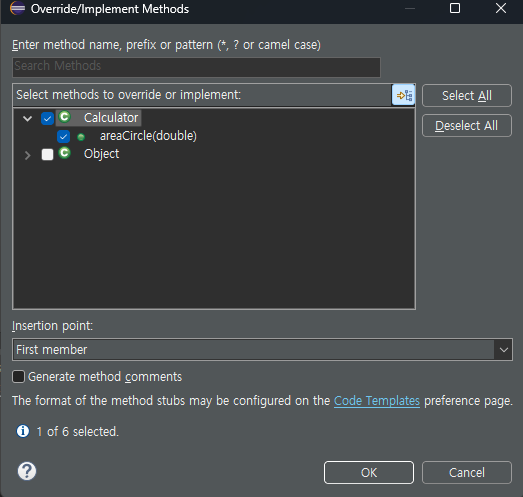 Override/Implement Methods
Enter method name, prefix or pattern (*, ? or camel case)
Search Methods
Select methods to override or implement:
Select All
Calculator
Deselect All
areaCircle(double)
Object
Insertion point:
First member
Generate method comments
The format of the method stubs may be configured on the Code Templates preference page.
1 of 6 selected.
OK
Cancel